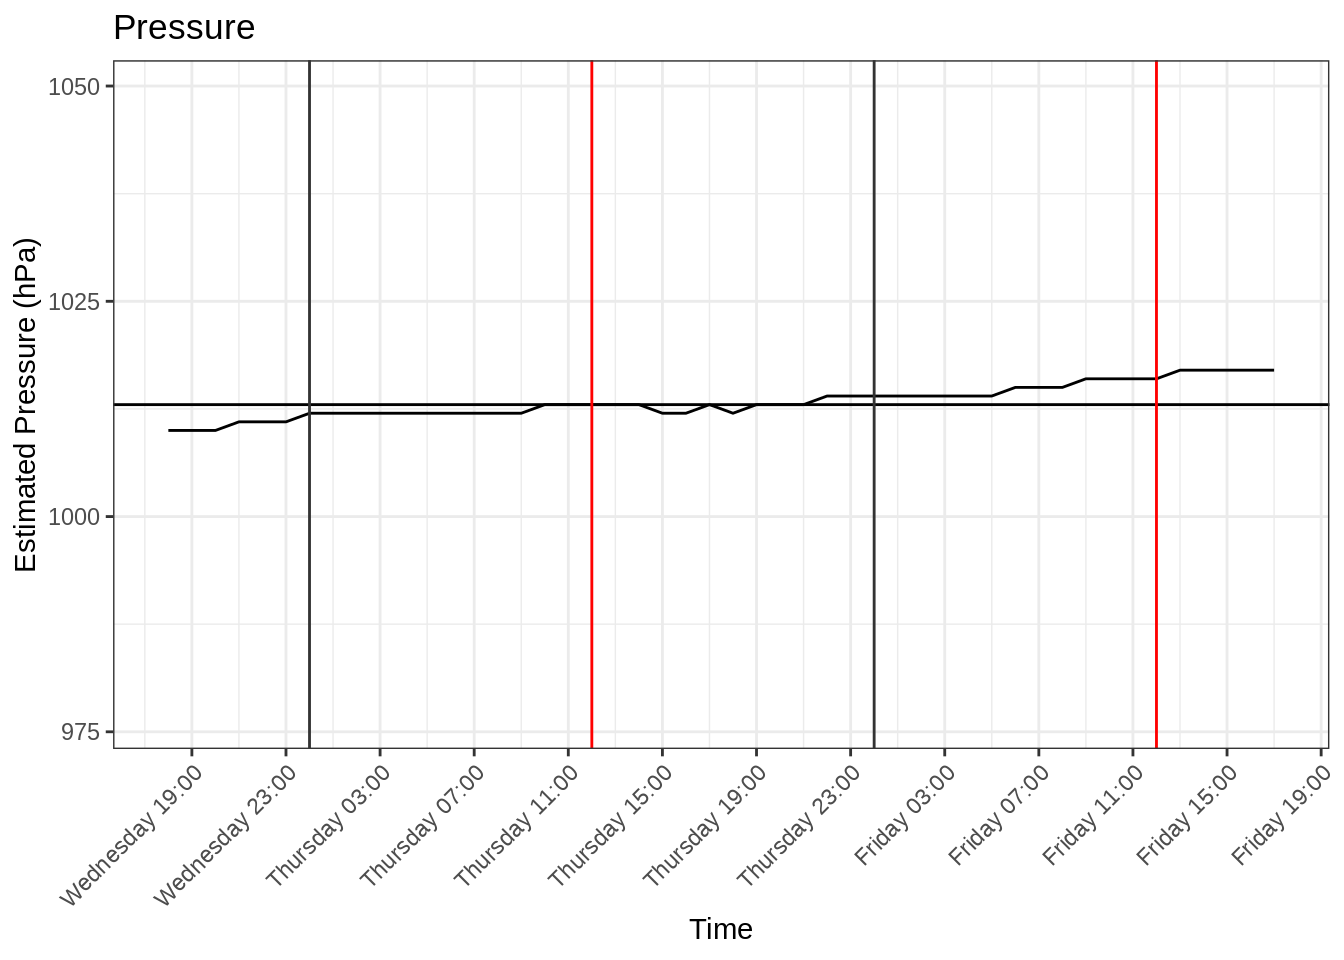 Pressure
Estimated Pressure (hPa)
1050
1025
1000
975
Wednesday 19:00
Wednesday 23:00
Thursday 03:00
Thursday 07:00
Thursday 11:00
Thursday 15:00
Thursday 19:00
Thursday 23:00
Friday 03:00
Friday 07:00
Friday 11:00
Friday 15:00
Friday 19:00
Time